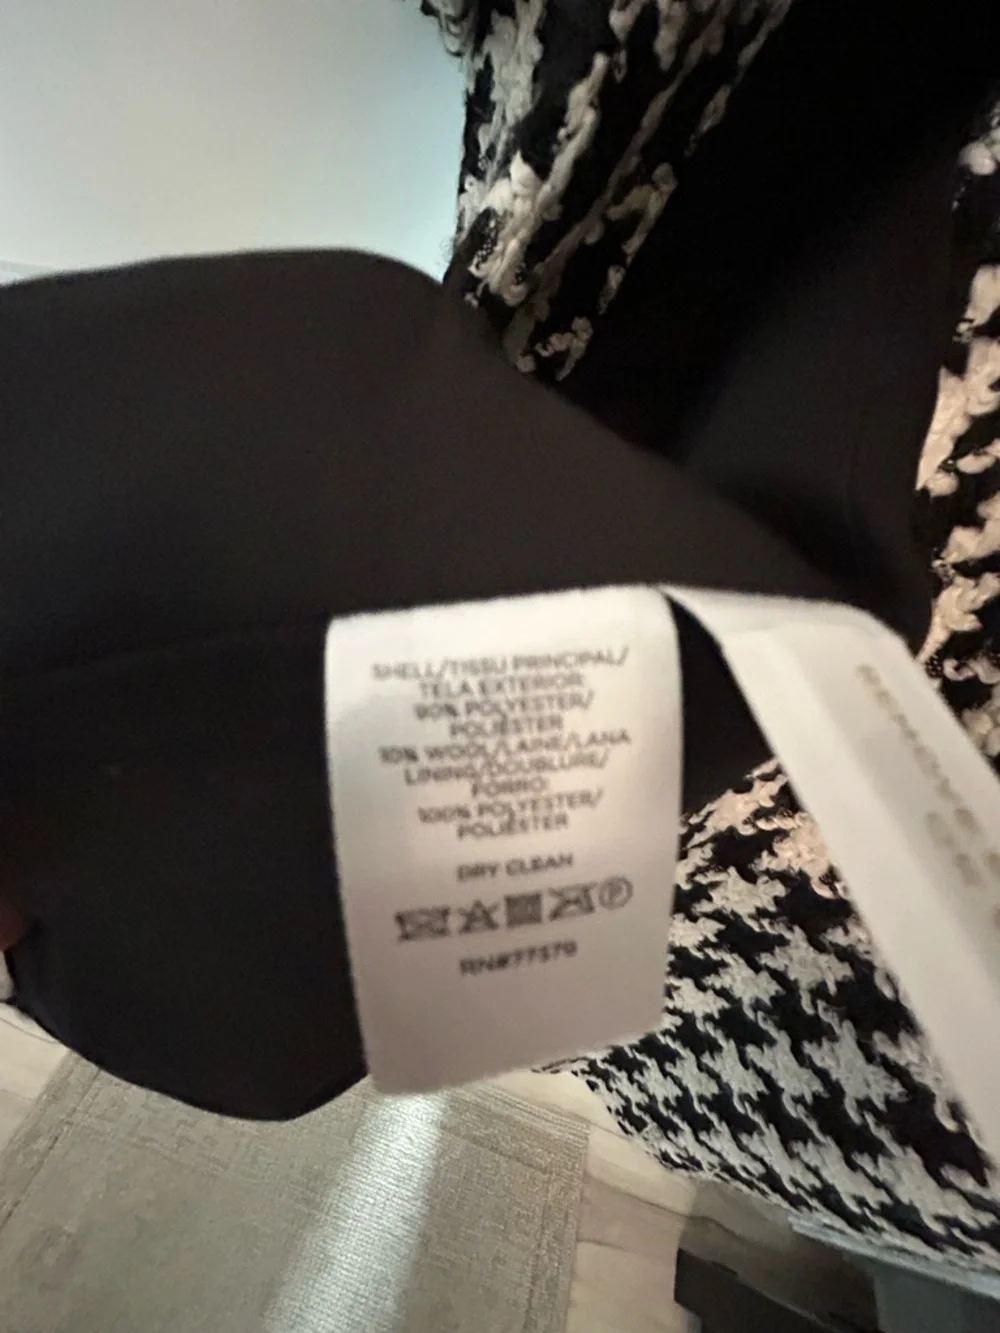 SHELL/TISSU PRINCIPAL/
TELA EXTERIOR:
90% POLYESTER/
POLIÉSTER
10% WOOL/LAINE/LANA
LINING/DOUBLURE/
FORRO:
100% POLYESTER/
POLIÉSTER
DRY CLEAN
P
RN#77579